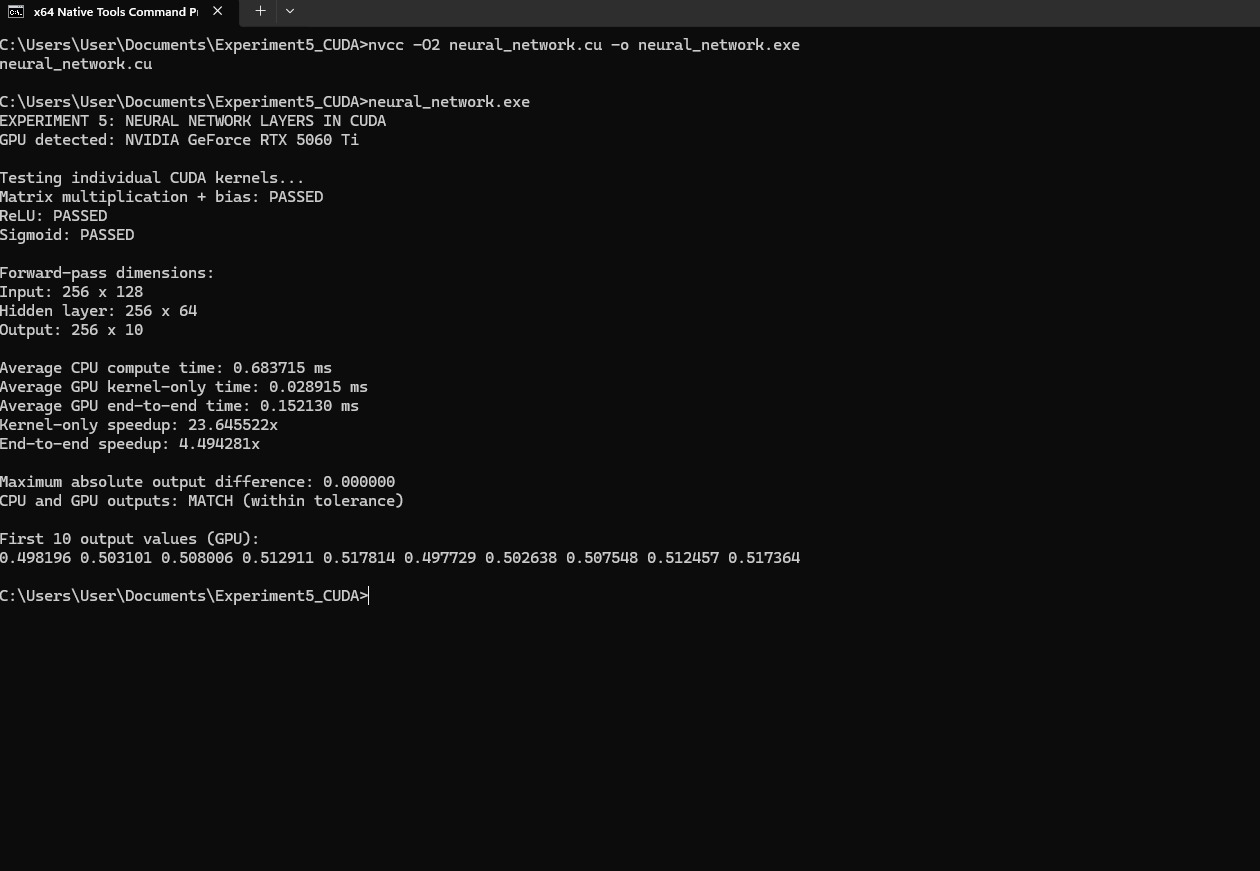 x64 Native Tools Command Pr
C:\Users\User\Documents\Experiment5_CUDA>nvcc -O2 neural_network.cu -o neural_network.exe
neural_network.cu
C:\Users\User\Documents\Experiment5_CUDA>neural_network.exe
EXPERIMENT 5: NEURAL NETWORK LAYERS IN CUDA
GPU detected: NVIDIA GeForce RTX 5060 Ti
Testing individual CUDA kernels...
Matrix multiplication + bias: PASSED
ReLU: PASSED
Sigmoid: PASSED
Forward-pass dimensions:
Input: 256 x 128
Hidden layer: 256 x 64
Output: 256 x 10
Average CPU compute time: 0.683715 ms
Average GPU kernel-only time: 0.028915 ms
Average GPU end-to-end time: 0.152130 ms
Kernel-only speedup: 23.645522x
End-to-end speedup: 4.494281x
Maximum absolute output difference: 0.000000
CPU and GPU outputs: MATCH (within tolerance)
First 10 output values (GPU):
0.498196 0.503101 0.508006 0.512911 0.517814 0.497729 0.502638 0.507548 0.512457 0.517364
C:\Users\User\Documents\Experiment5_CUDA>